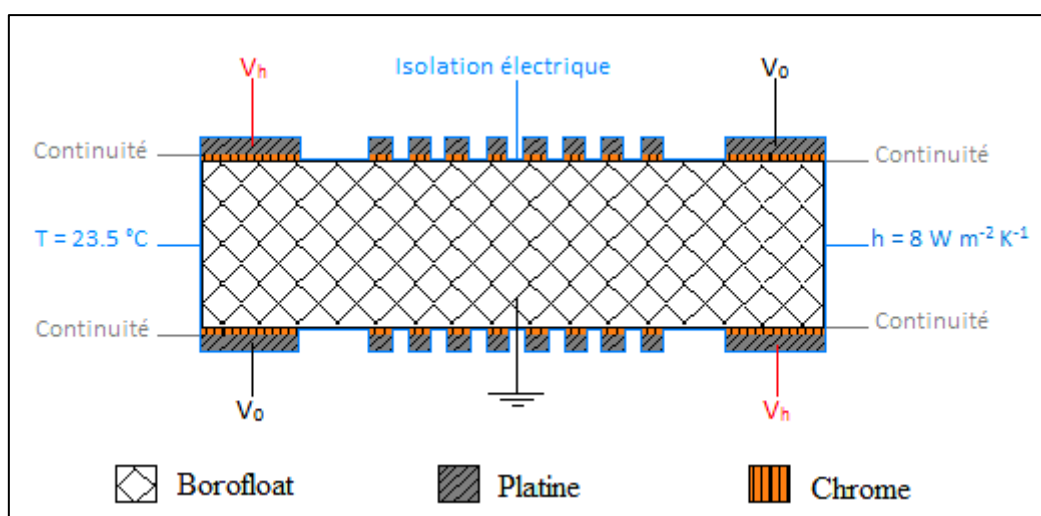 Vh Isolation électrique V0
Continuité Continuité
T = 23.5 °C h = 8 W m-2 K-1
Continuité Continuité
V0 Vh
Borofloat Platine Chrome